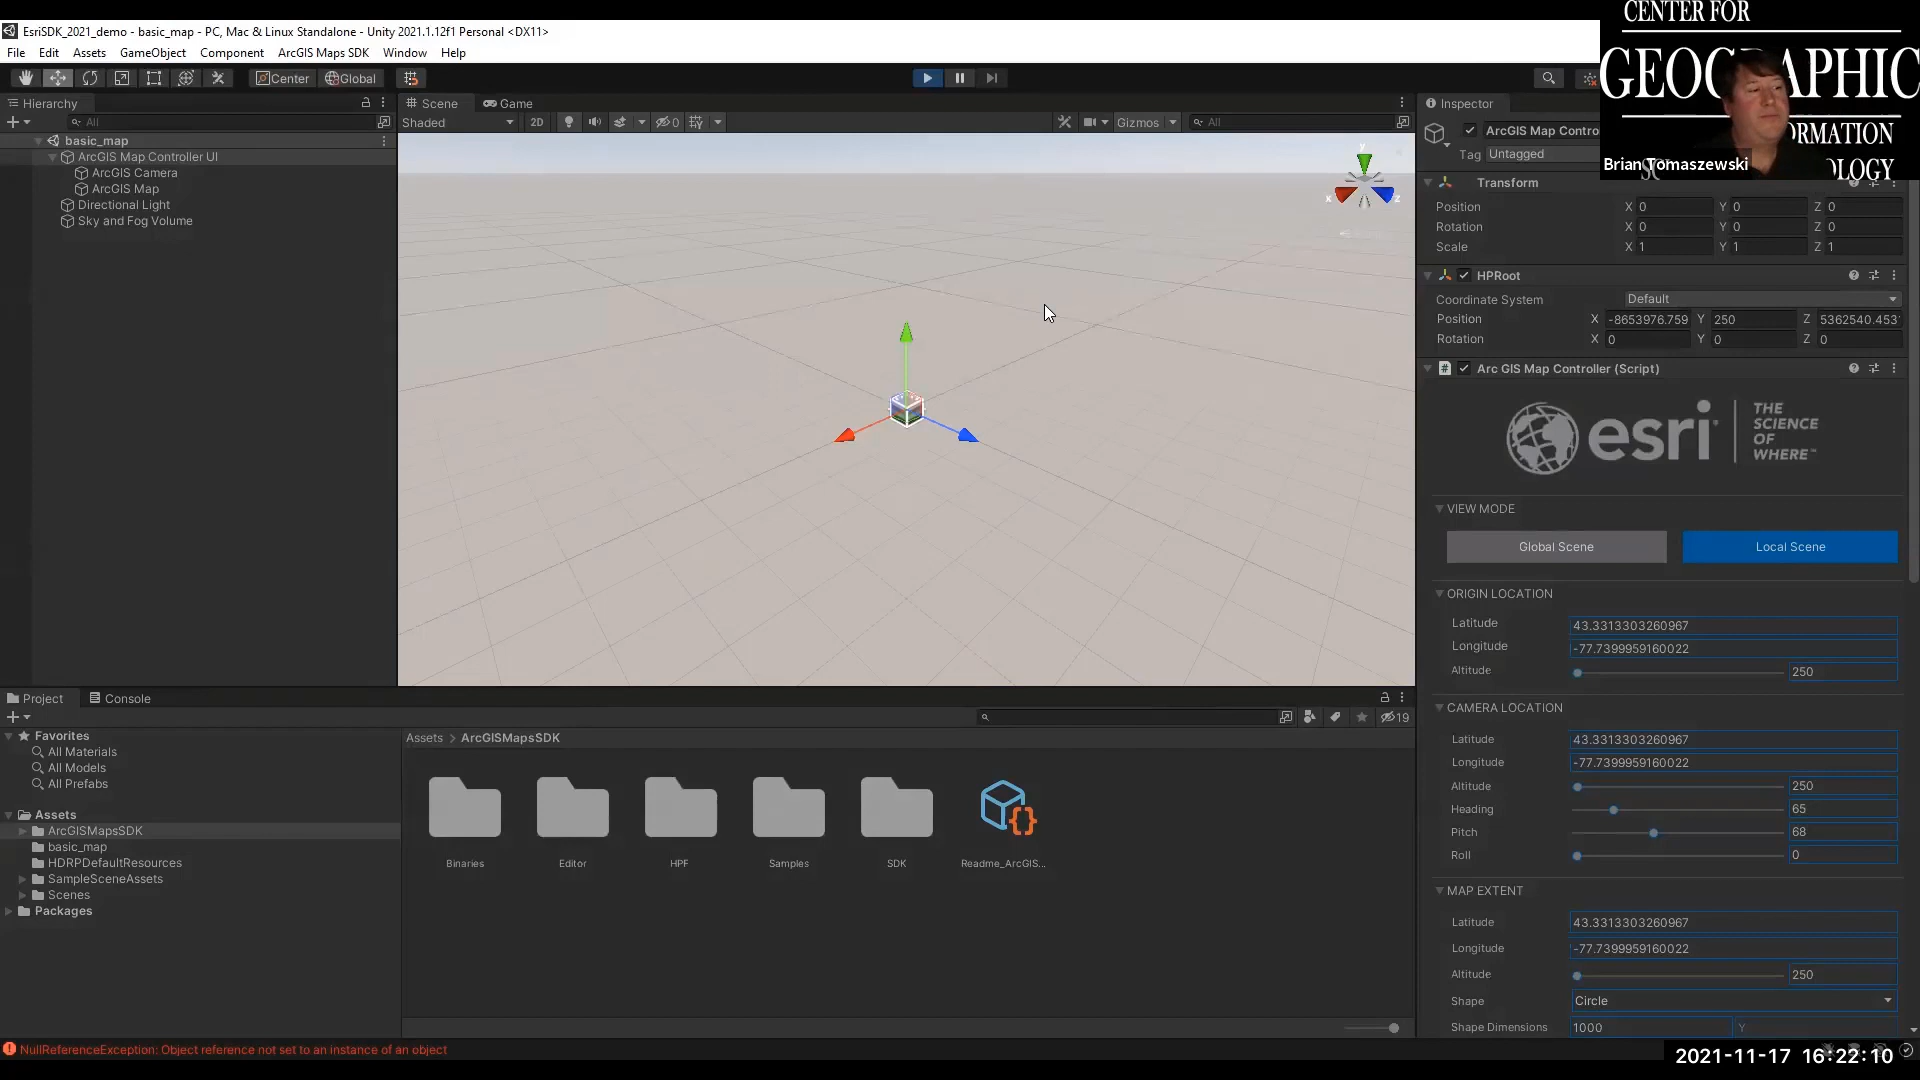 EsriSDK_2021_demo - basic_map - PC, Mac & Linux Standalone - Unity 2021.1.12f1 Personal <DX11>
File Edit Assets GameObject Component ArcGIS Maps SDK Window Help
Center Global
Hierarchy
All
basic_map
ArcGIS Map Controller UI
ArcGIS Camera
ArcGIS Map
Directional Light
Sky and Fog Volume
Scene Game
Shaded 2D 0 Gizmos All
y
x z
Inspector
ArcGIS Map Contro
Tag Untagged
Transform
Position X 0 Y 0 Z 0
Rotation X 0 Y 0 Z 0
Scale X 1 Y 1 Z 1
HPRoot
Coordinate System Default
Position X -8653976.759 Y 250 Z 5362540.453
Rotation X 0 Y 0 Z 0
# Arc GIS Map Controller (Script)
esri THE
SCIENCE
OF
WHERE™
VIEW MODE
Global Scene Local Scene
ORIGIN LOCATION
Latitude 43.3313303260967
Longitude -77.7399959160022
Altitude 250
CAMERA LOCATION
Latitude 43.3313303260967
Longitude -77.7399959160022
Altitude 250
Heading 65
Pitch 68
Roll 0
MAP EXTENT
Latitude 43.3313303260967
Longitude -77.7399959160022
Altitude 250
Shape Circle
Shape Dimensions 1000 Y
Project Console
19
Favorites
All Materials
All Models
All Prefabs
Assets
ArcGISMapsSDK
basic_map
HDRPDefaultResources
SampleSceneAssets
Scenes
Packages
Assets > ArcGISMapsSDK
Binaries Editor HPF Samples SDK Readme_ArcGIS...
NullReferenceException: Object reference not set to an instance of an object
CENTER FOR
GEOGRAPHIC
ORMATION
OLOGY
Brian Tomaszewski
2021-11-17 16:22:10